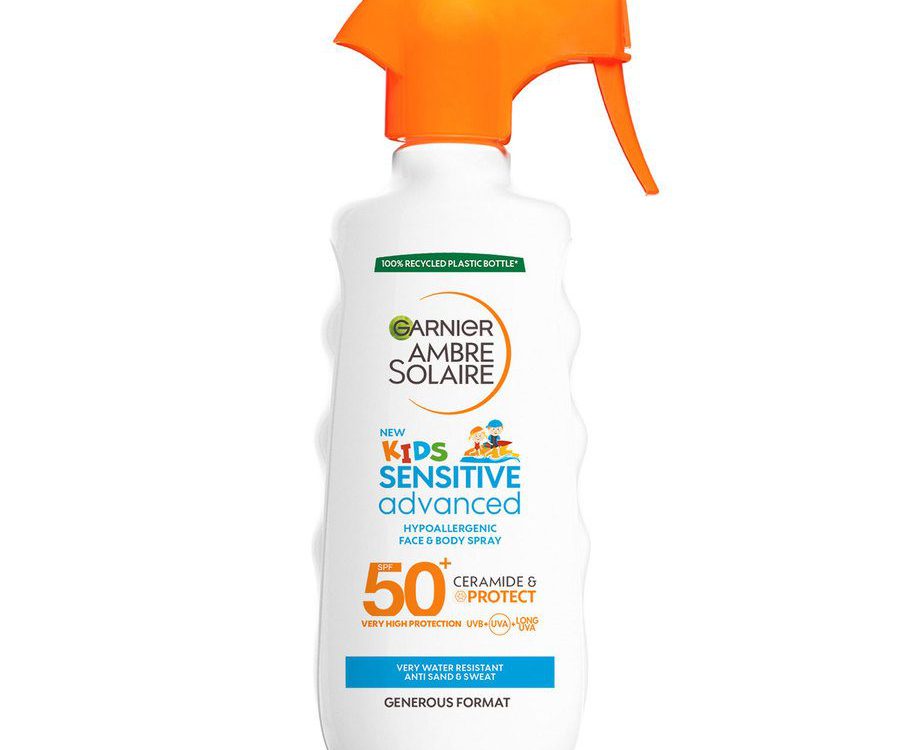 100% RECYCLED PLASTIC BOTTLE*
GARNIER
AMBRE
SOLAIRE
NEW
KIDS
SENSITIVE
advanced
HYPOALLERGENIC
FACE & BODY SPRAY
SPF
50+
CERAMIDE &
PROTECT
VERY HIGH PROTECTION UVB+UVA+LONG UVA
VERY WATER RESISTANT
ANTI SAND & SWEAT
GENEROUS FORMAT